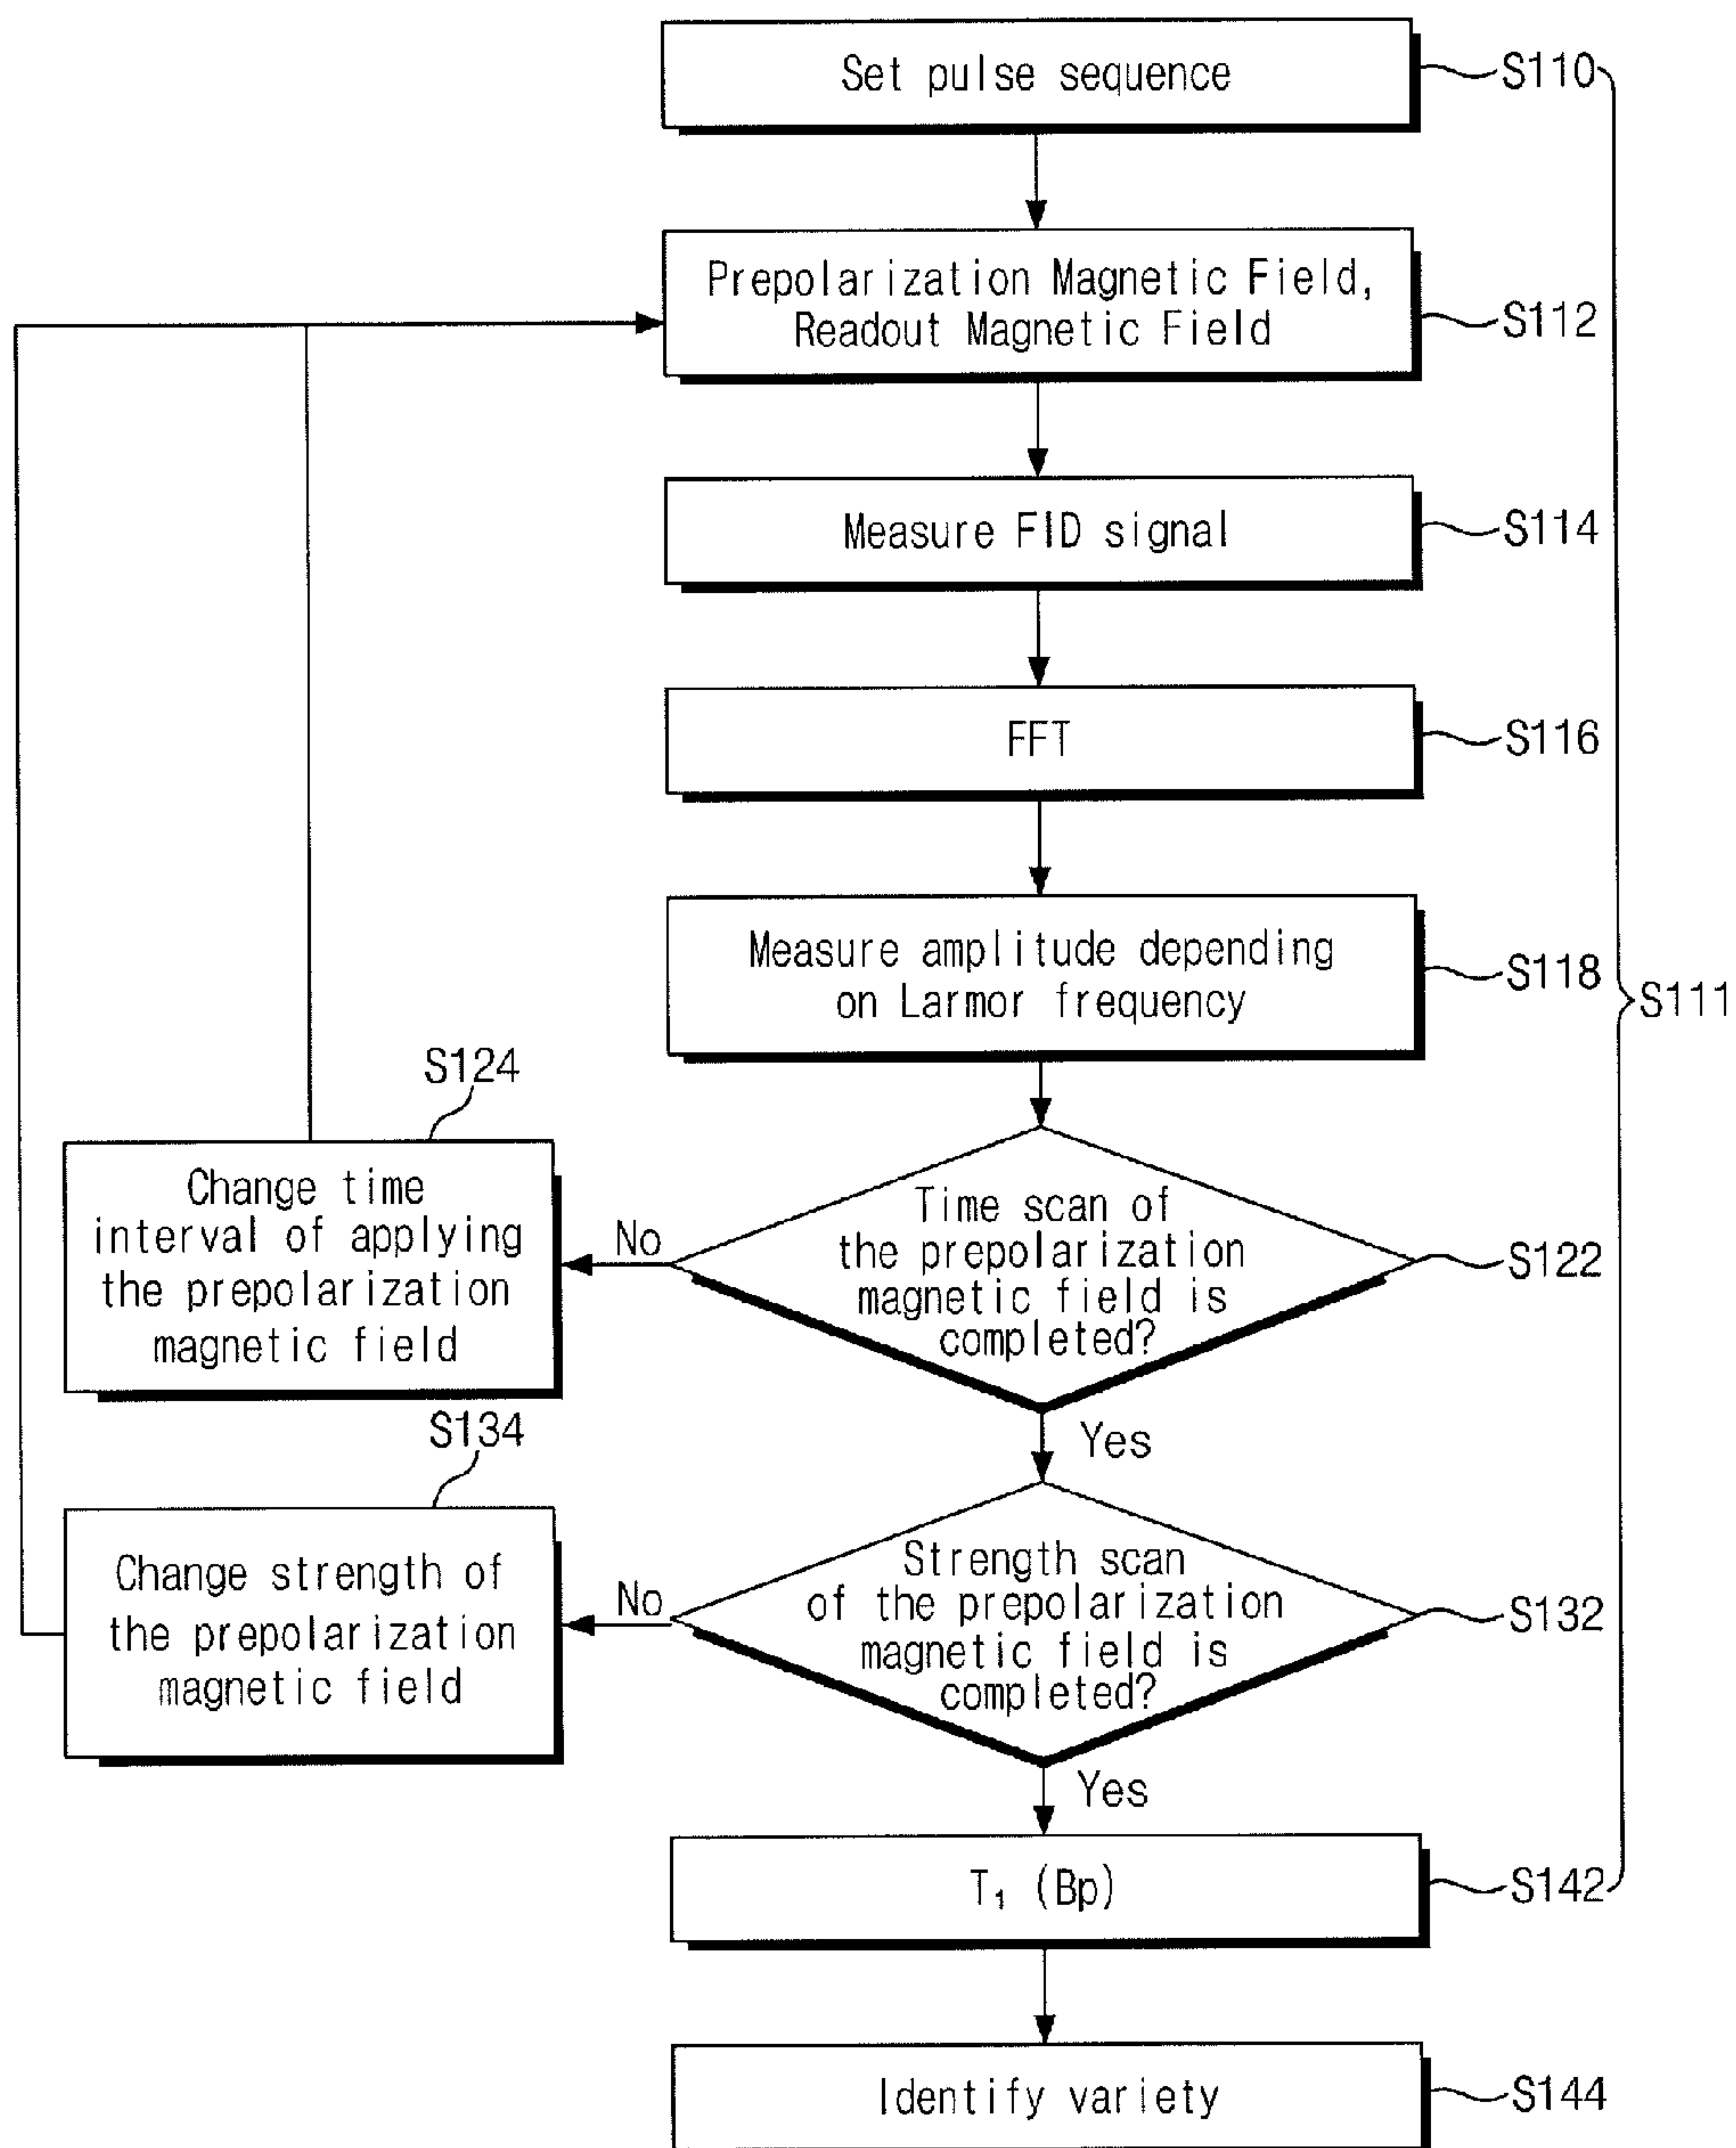 Set pulse sequence
S110
Prepolarization Magnetic Field,
Readout Magnetic Field
S112
Measure FID signal
S114
FFT
S116
Measure amplitude depending
on Larmor frequency
S118
S111
S124
Change time
interval of applying
the prepolarization
magnetic field
No
Time scan of
the prepolarization
magnetic field is
completed?
S122
Yes
S134
Change strength of
the prepolarization
magnetic field
No
Strength scan
of the prepolarization
magnetic field is
completed?
S132
Yes
T₁ (Bp)
S142
Identify variety
S144